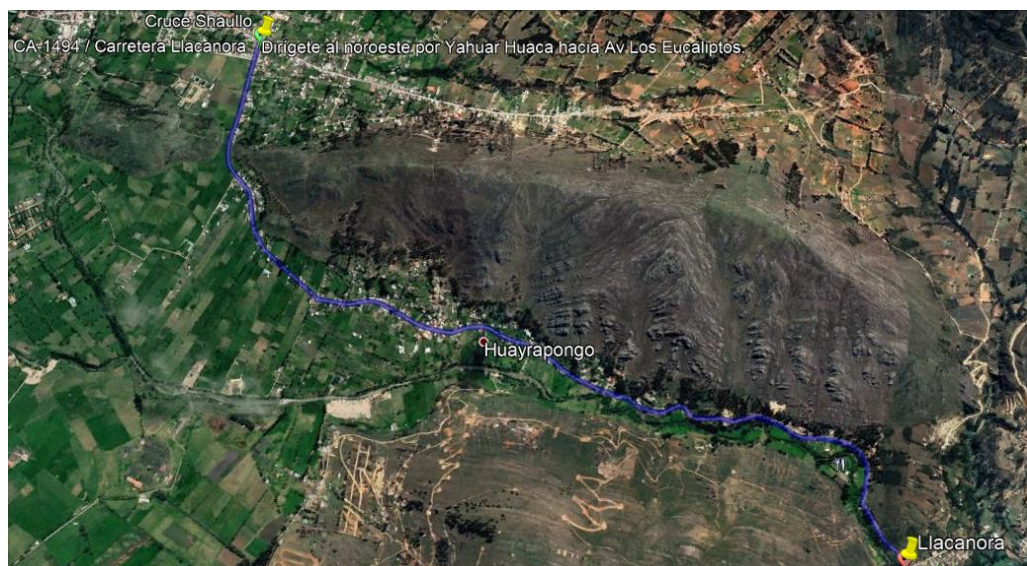 Cruce Shaullo
CA-1494 / Carretera Llacanora
Dirígete al noroeste por Yahuar Huaca hacia Av Los Eucaliptos.
Huayrapongo
Llacanora